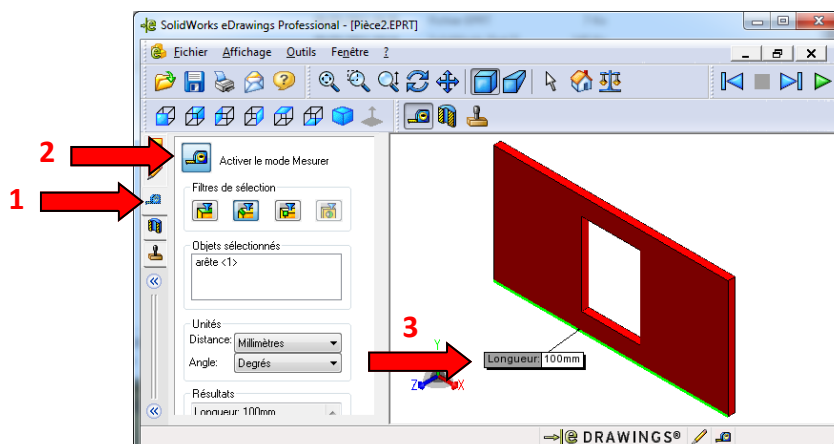 SolidWorks eDrawings Professional - [Pièce2.EPRT]
Fichier Affichage Outils Fenêtre ?
2
Activer le mode Mesurer
1
Filtres de sélection
Objets sélectionnés
arête <1>
Unités
Distance: Millimètres
Angle: Degrés
3
Longueur: 100mm
Y
Z X
Résultats
Longueur: 100mm
e DRAWINGS®